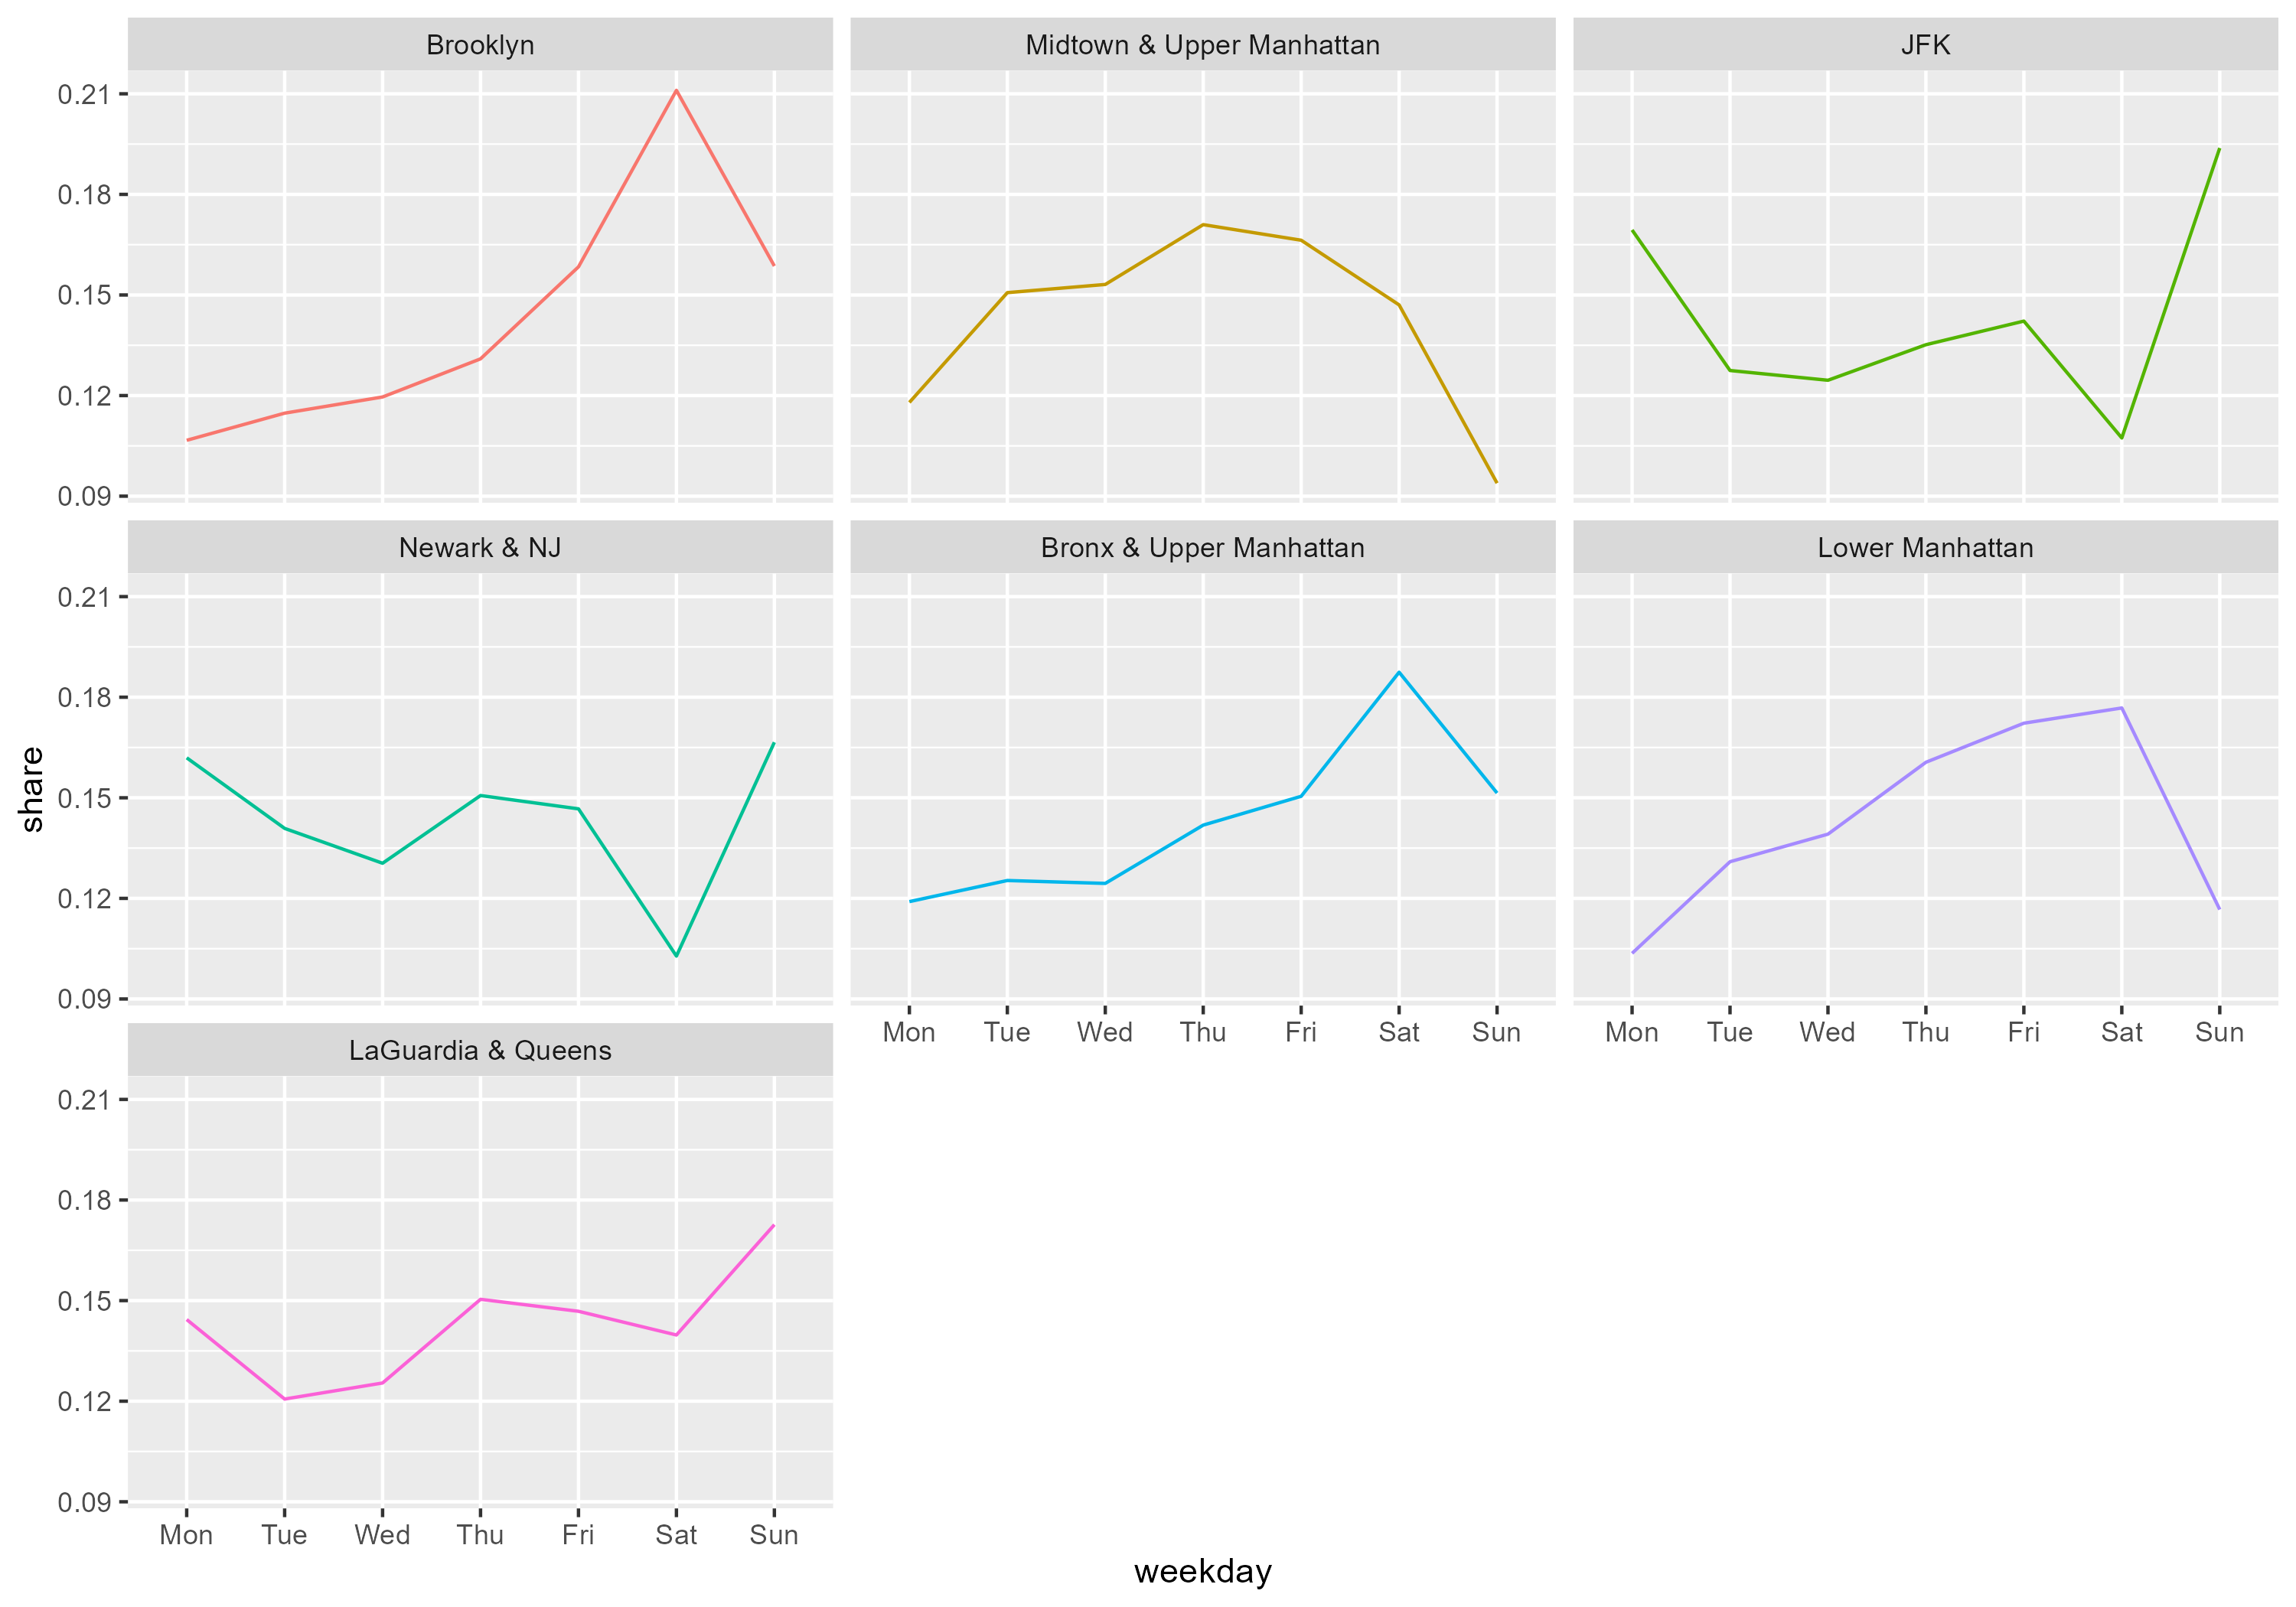 Brooklyn
Midtown & Upper Manhattan
JFK
0.21
0.18
0.15
0.12
0.09
Newark & NJ
Bronx & Upper Manhattan
Lower Manhattan
0.21
0.18
0.15
0.12
0.09
share
Mon Tue Wed Thu Fri Sat Sun
Mon Tue Wed Thu Fri Sat Sun
LaGuardia & Queens
0.21
0.18
0.15
0.12
0.09
Mon Tue Wed Thu Fri Sat Sun
weekday